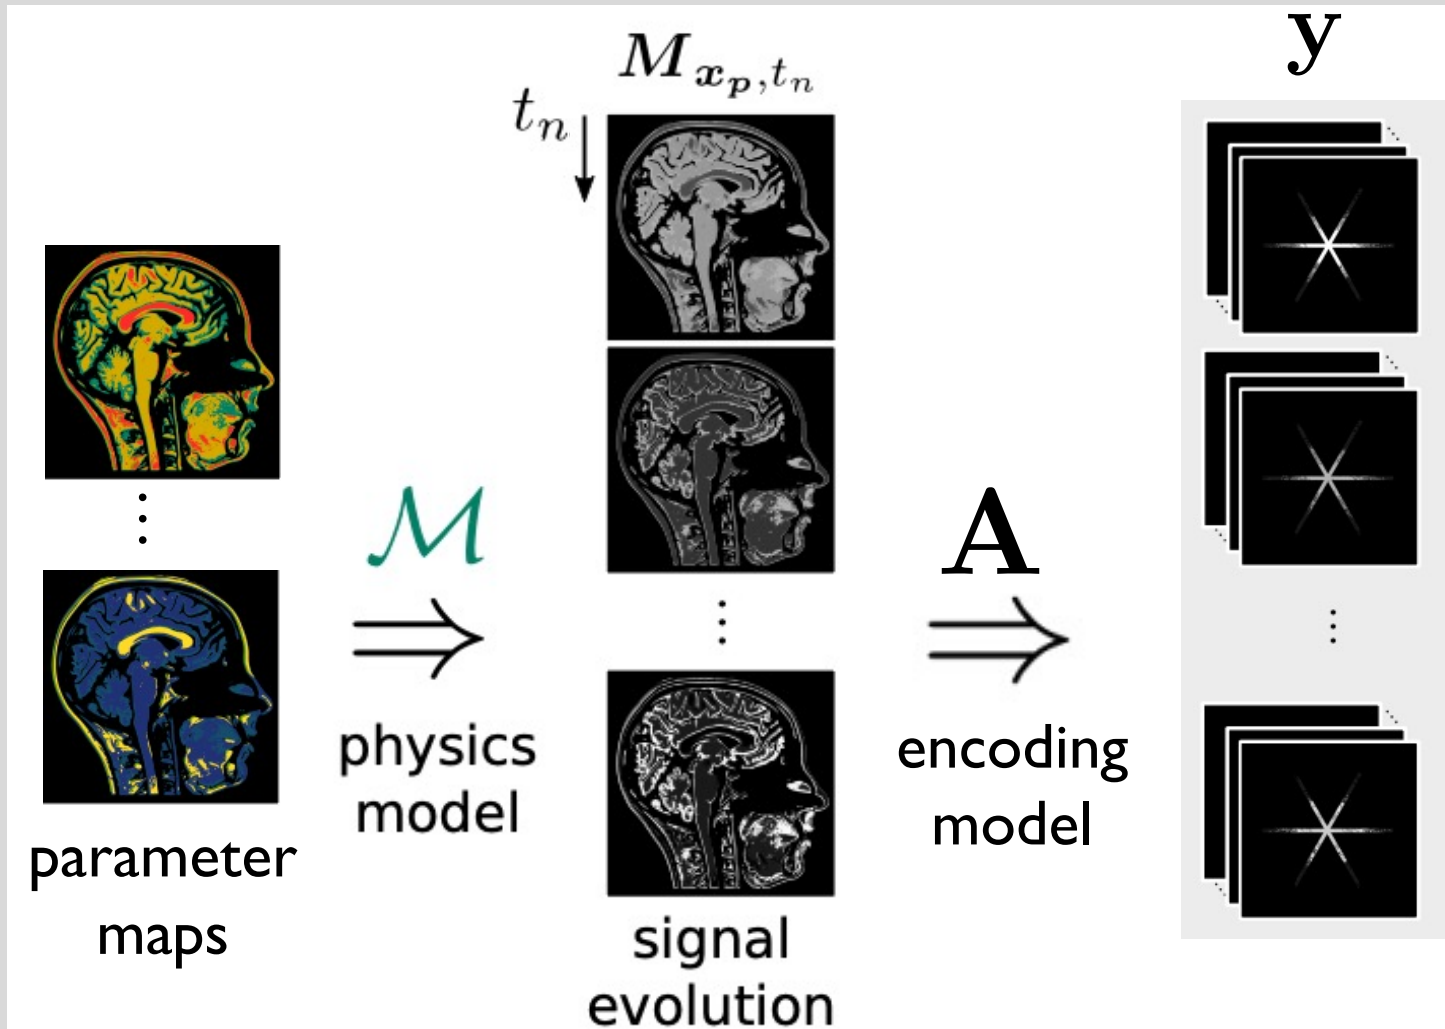 parameter
maps
⋮
ℳ
physics
model
t_n
M_{x_p, t_n}
⋮
signal
evolution
A
encoding
model
y
⋮